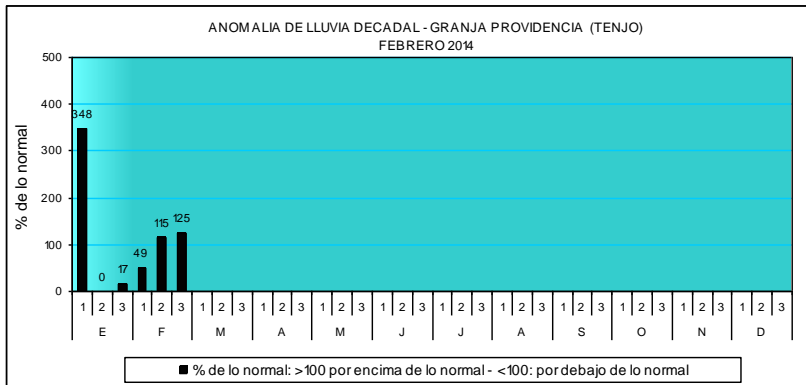 ANOMALIA DE LLUVIA DECADAL - GRANJA PROVIDENCIA (TENJO)
FEBRERO 2014
% de lo normal
500
400
300
200
100
0
348
0
17
49
115
125
1 2 3 1 2 3 1 2 3 1 2 3 1 2 3 1 2 3 1 2 3 1 2 3 1 2 3 1 2 3 1 2 3 1 2 3
E F M A M J J A S O N D
% de lo normal: >100 por encima de lo normal - <100: por debajo de lo normal